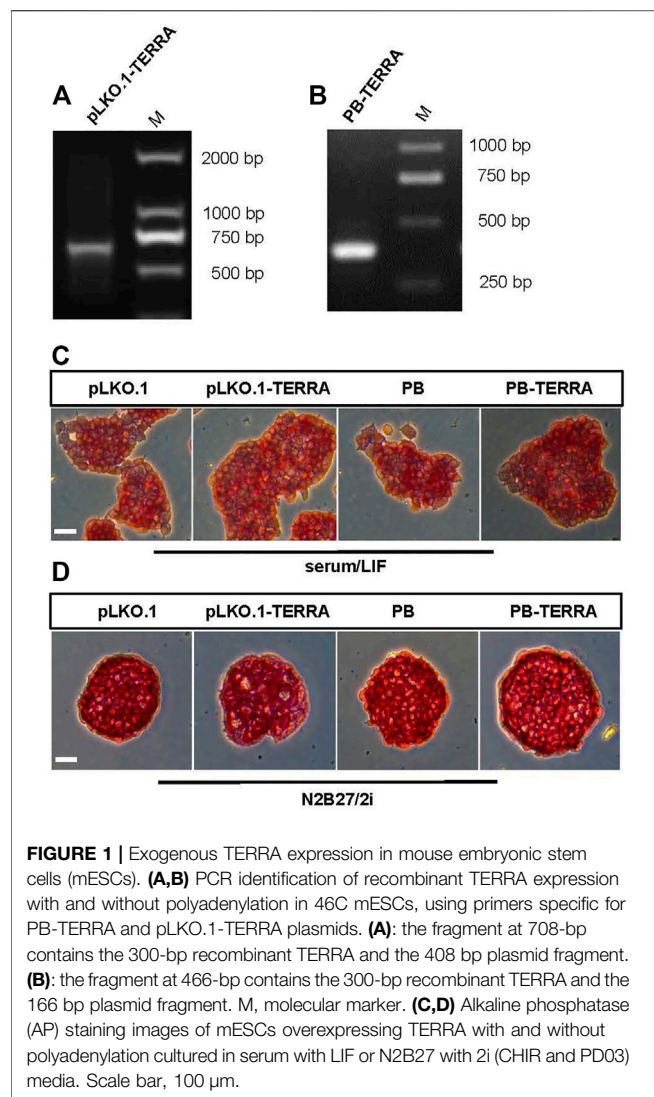 A
pLKO.1-TERRA
M
2000 bp
1000 bp
750 bp
500 bp
B
PB-TERRA
M
1000 bp
750 bp
500 bp
250 bp
C
pLKO.1 pLKO.1-TERRA PB PB-TERRA
serum/LIF
D
pLKO.1 pLKO.1-TERRA PB PB-TERRA
N2B27/2i
FIGURE 1 | Exogenous TERRA expression in mouse embryonic stem
cells (mESCs). (A,B) PCR identification of recombinant TERRA expression
with and without polyadenylation in 46C mESCs, using primers specific for
PB-TERRA and pLKO.1-TERRA plasmids. (A): the fragment at 708-bp
contains the 300-bp recombinant TERRA and the 408 bp plasmid fragment.
(B): the fragment at 466-bp contains the 300-bp recombinant TERRA and the
166 bp plasmid fragment. M, molecular marker. (C,D) Alkaline phosphatase
(AP) staining images of mESCs overexpressing TERRA with and without
polyadenylation cultured in serum with LIF or N2B27 with 2i (CHIR and PD03)
media. Scale bar, 100 µm.